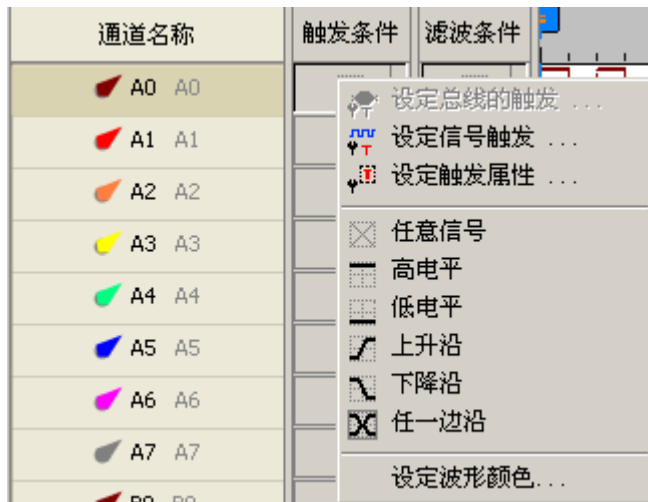 通道名称 触发条件 滤波条件
A0 A0
设定总线的触发 ...
A1 A1
设定信号触发 ...
A2 A2
设定触发属性 ...
A3 A3
任意信号
高电平
A4 A4
低电平
A5 A5
上升沿
下降沿
A6 A6
任一边沿
A7 A7
设定波形颜色...